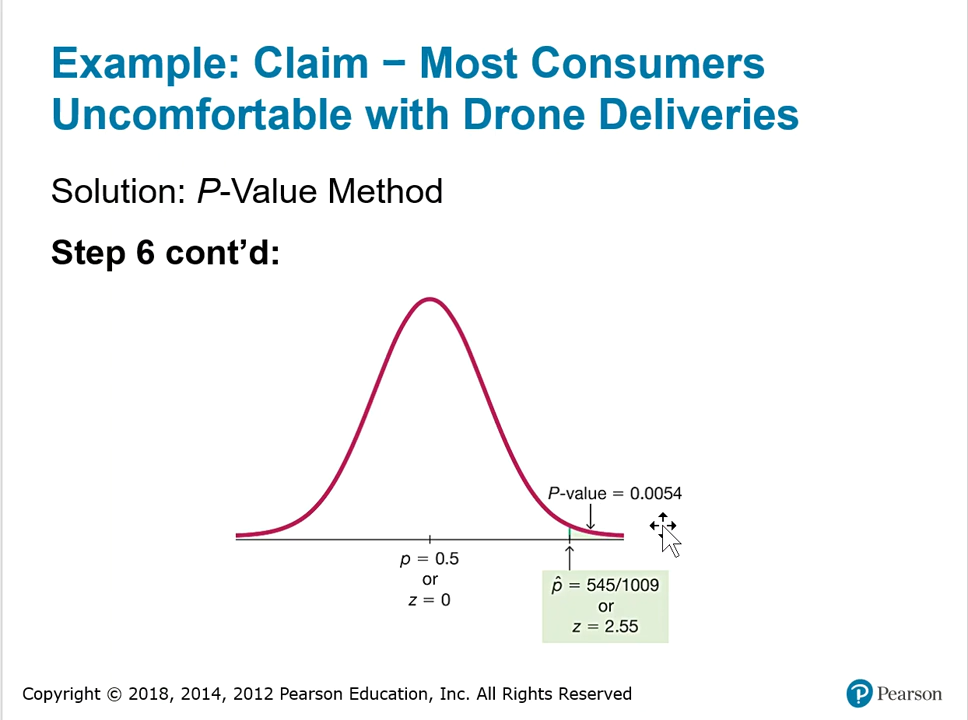 Example: Claim − Most Consumers
Uncomfortable with Drone Deliveries
Solution: P-Value Method
Step 6 cont’d:
P-value = 0.0054
p = 0.5
or
z = 0
p̂ = 545/1009
or
z = 2.55
Copyright © 2018, 2014, 2012 Pearson Education, Inc. All Rights Reserved
P Pearson